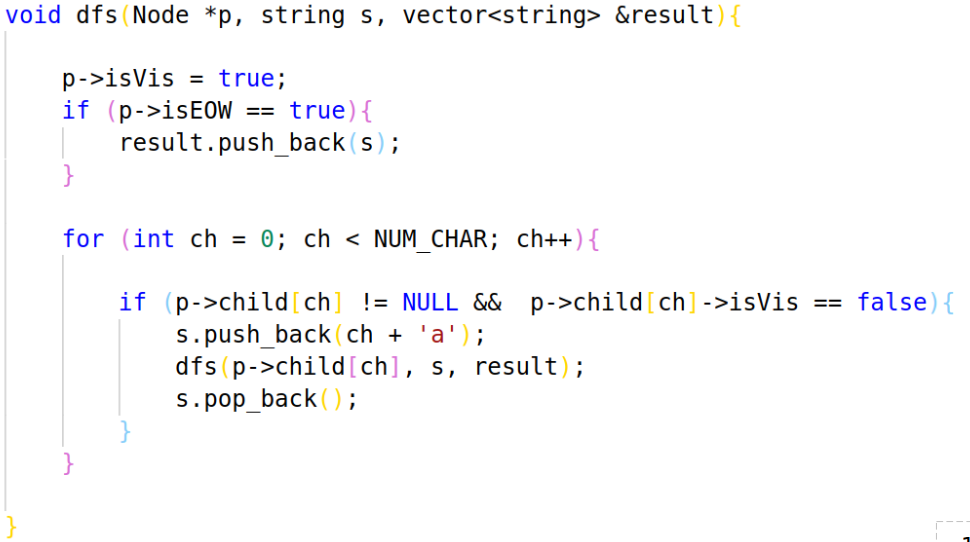 void dfs(Node *p, string s, vector<string> &result){
    p->isVis = true;
    if (p->isEOW == true){
        result.push_back(s);
    }
    for (int ch = 0; ch < NUM_CHAR; ch++){
        if (p->child[ch] != NULL &&  p->child[ch]->isVis == false){
            s.push_back(ch + 'a');
            dfs(p->child[ch], s, result);
            s.pop_back();
        }
    }
}